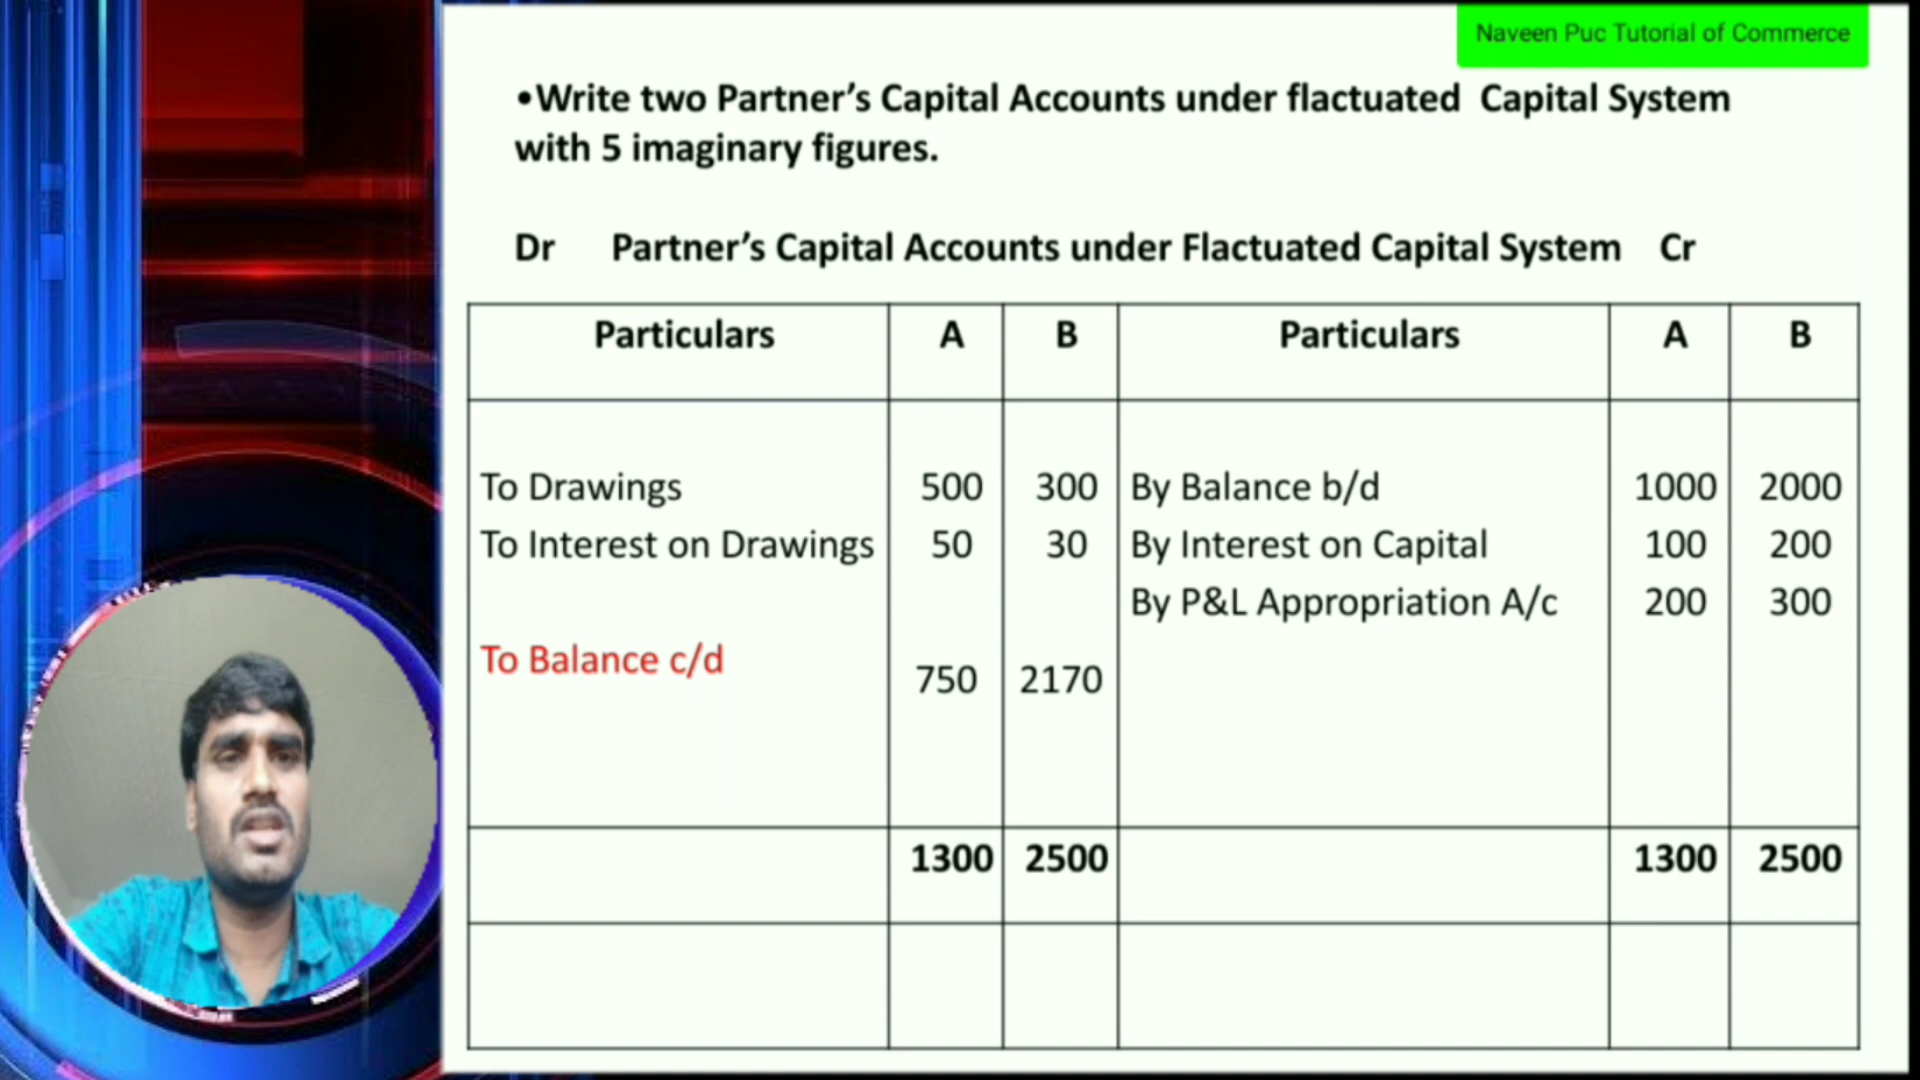 Naveen Puc Tutorial of Commerce
•Write two Partner’s Capital Accounts under flactuated Capital System
with 5 imaginary figures.
Dr Partner’s Capital Accounts under Flactuated Capital System Cr
Particulars A B Particulars A B
To Drawings 500 300 By Balance b/d 1000 2000
To Interest on Drawings 50 30 By Interest on Capital 100 200
By P&L Appropriation A/c 200 300
To Balance c/d 750 2170
1300 2500 1300 2500